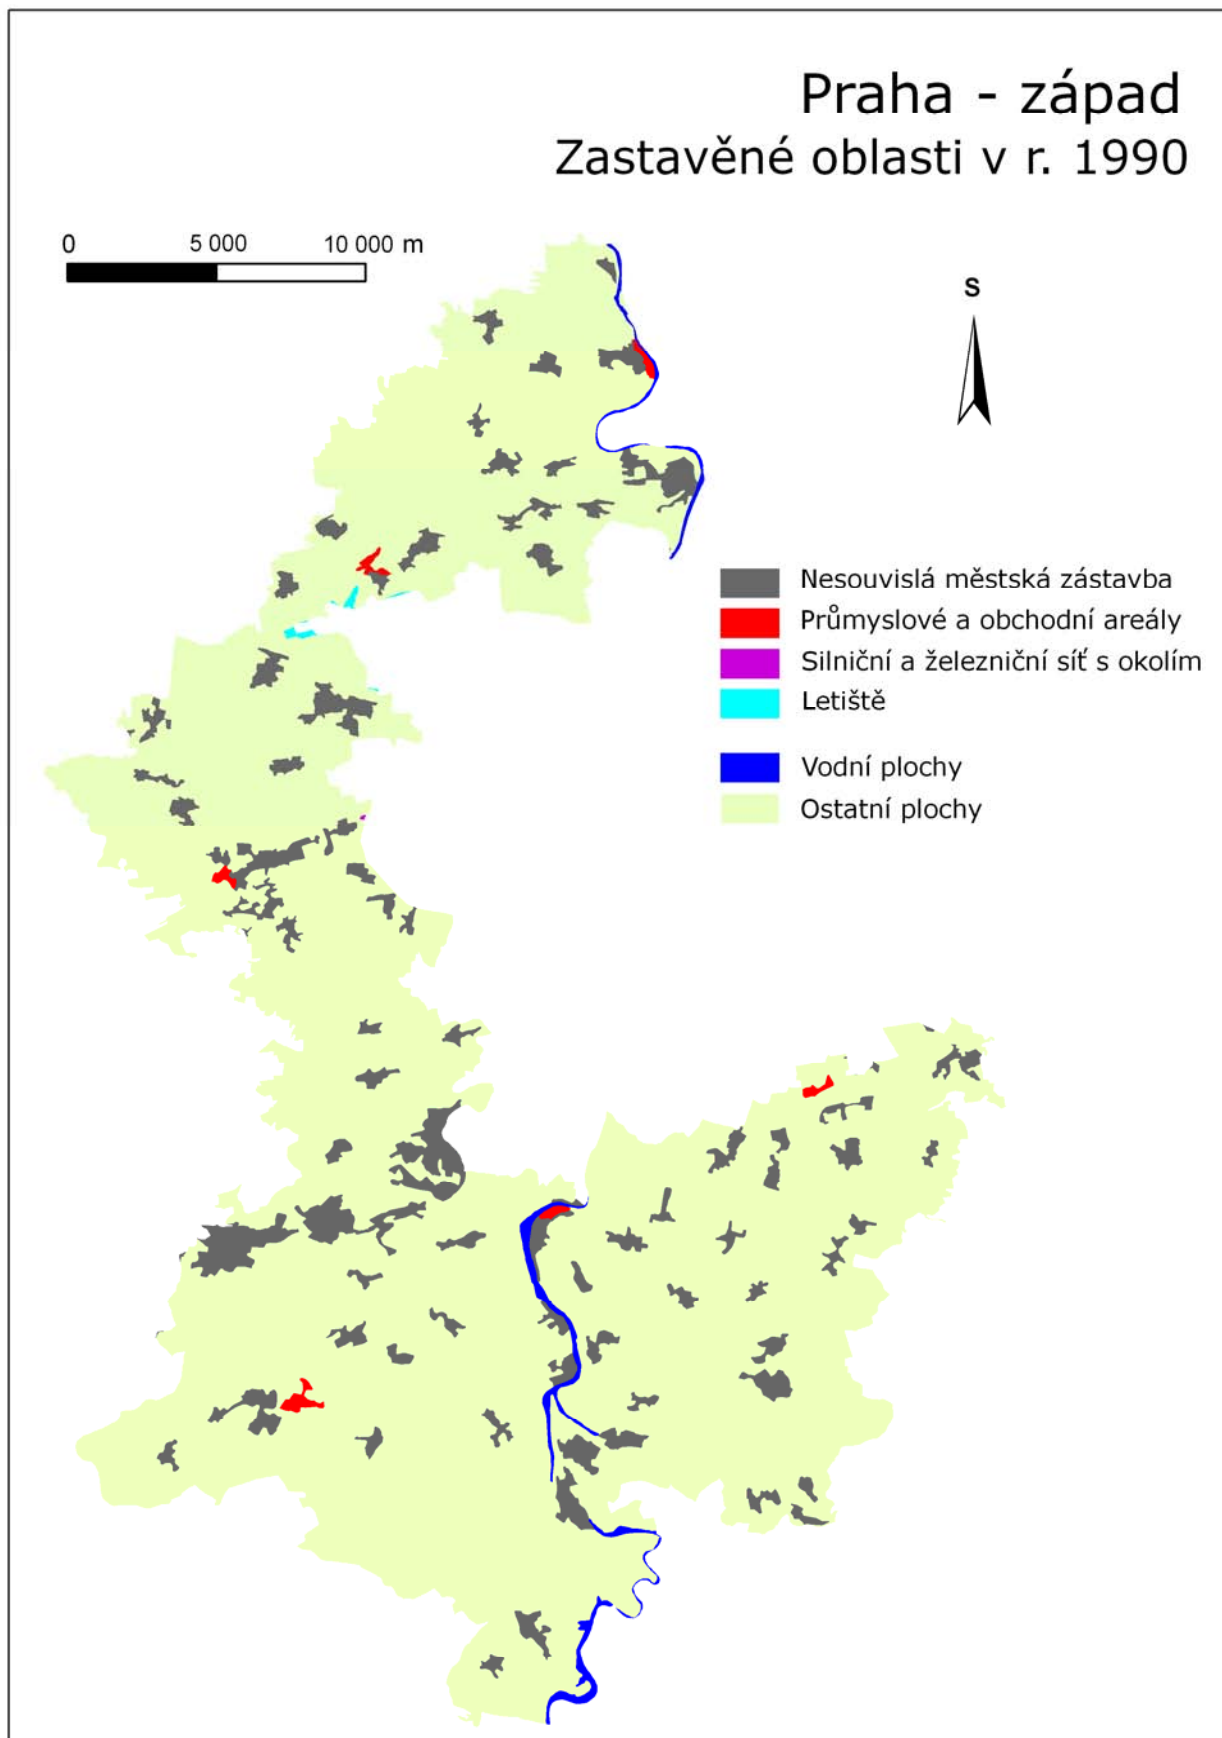 Praha - západ
Zastavěné oblasti v r. 1990
0 5 000 10 000 m
S
Nesouvislá městská zástavba
Průmyslové a obchodní areály
Silniční a železniční síť s okolím
Letiště
Vodní plochy
Ostatní plochy